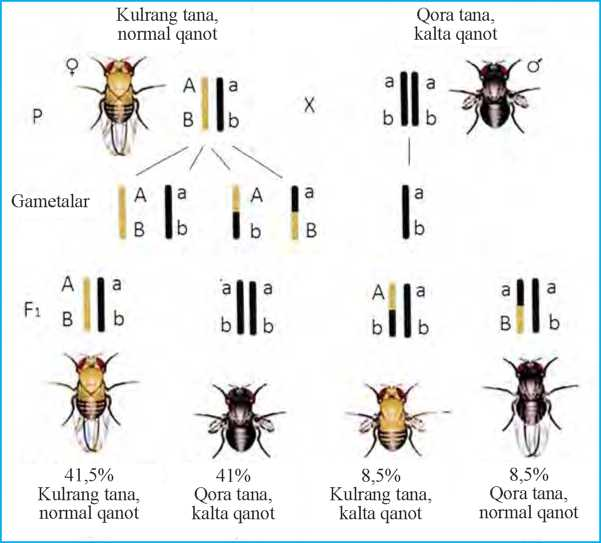 Kulrang tana,
normal qanot
Qora tana,
kalta qanot
♀
♂
P
A a
B b
X
a a
b b
Gametalar
A a A a a
B b b B b
F1
A a a a A a a a
B b b b b b B b
41,5%
Kulrang tana,
normal qanot
41%
Qora tana,
kalta qanot
8,5%
Kulrang tana,
kalta qanot
8,5%
Qora tana,
normal qanot